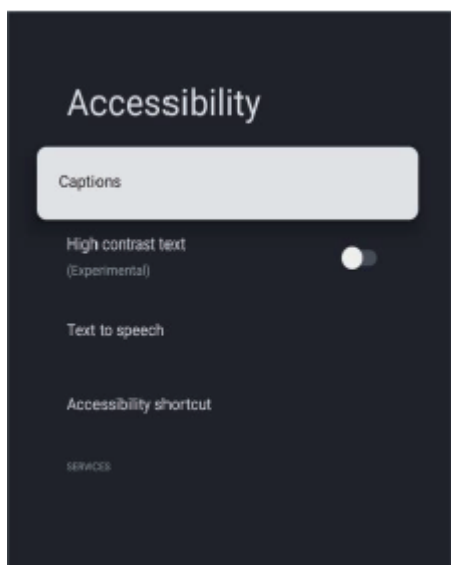 Accessibility
Captions
High contrast text
(Experimental)
Text to speech
Accessibility shortcut
SERVICES